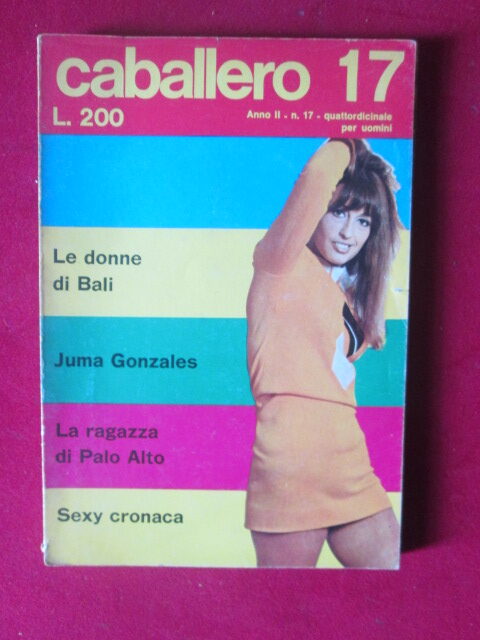 caballero 17
L. 200
Anno II - n. 17 - quattordicinale
per uomini
Le donne
di Bali
Juma Gonzales
La ragazza
di Palo Alto
Sexy cronaca